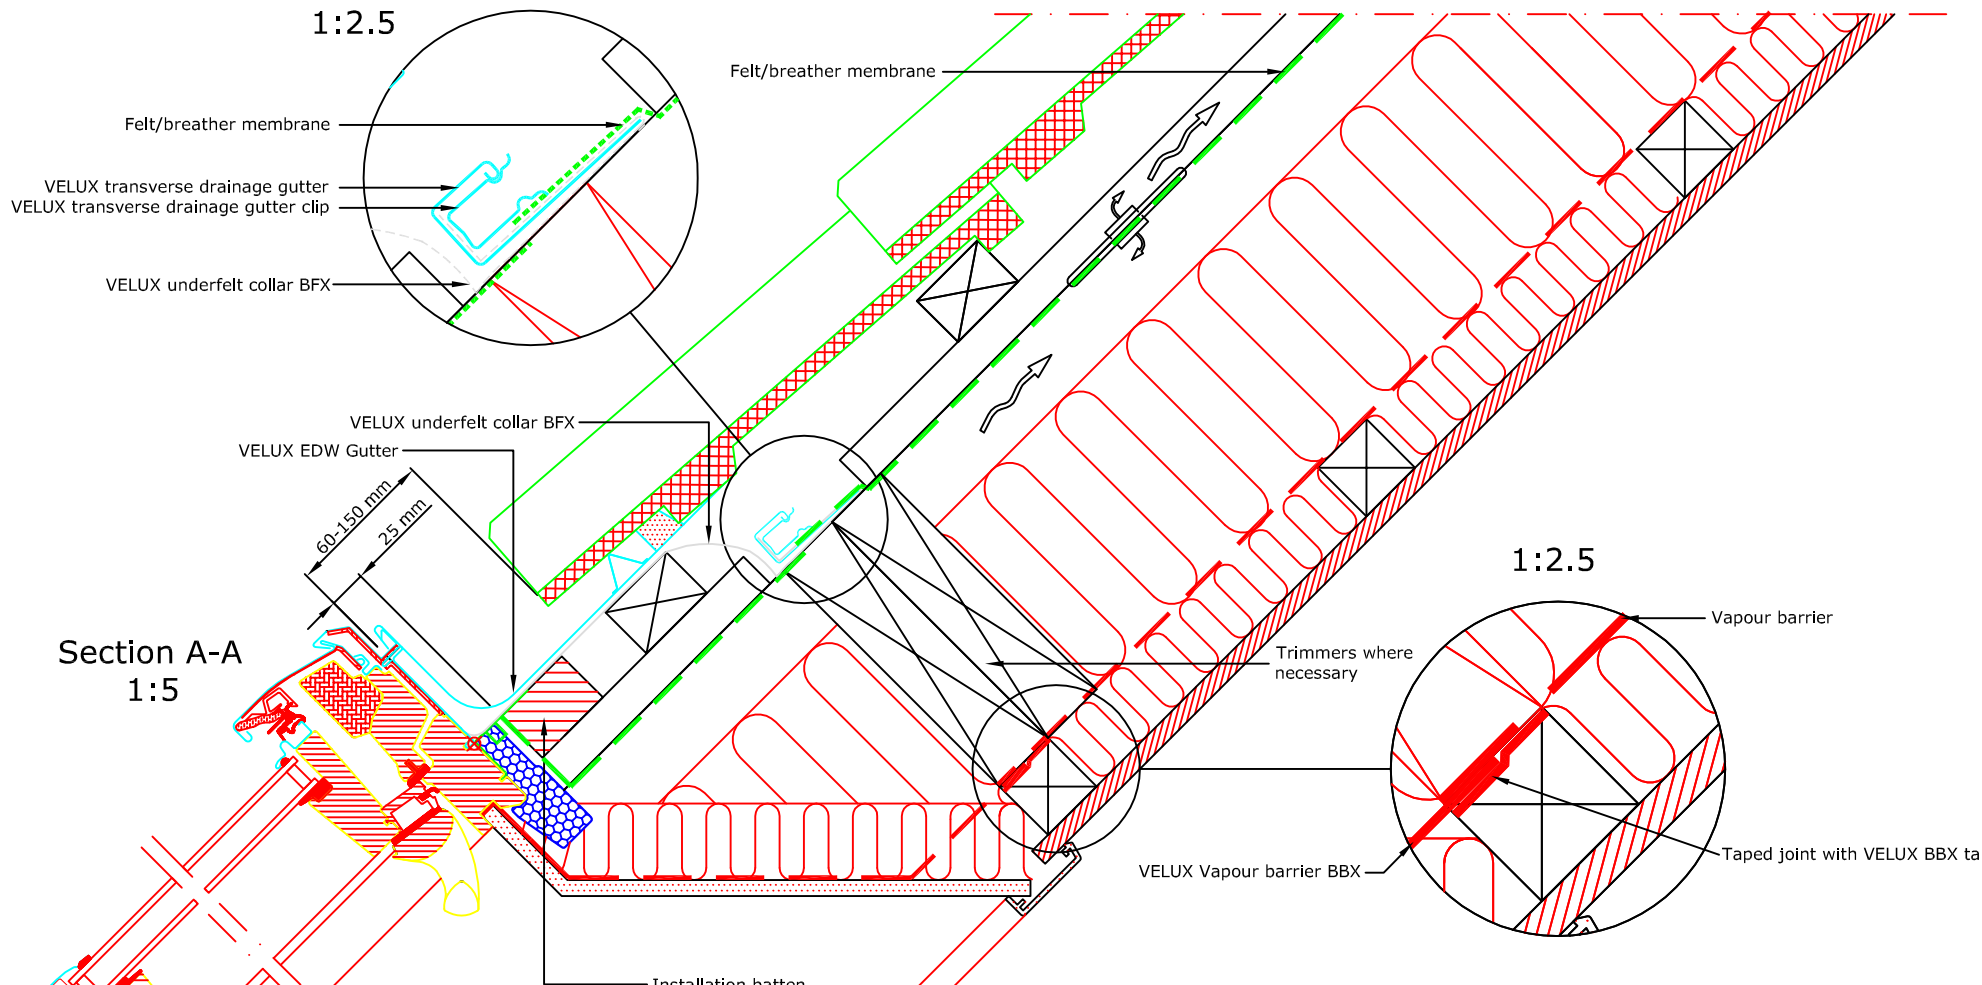 1:2.5
Felt/breather membrane
Felt/breather membrane
VELUX transverse drainage gutter
VELUX transverse drainage gutter clip
VELUX underfelt collar BFX
VELUX underfelt collar BFX
VELUX EDW Gutter
60-150 mm
25 mm
Section A-A
1:5
1:2.5
Vapour barrier
Trimmers where
necessary
VELUX Vapour barrier BBX
Taped joint with VELUX BBX ta
Installation batten